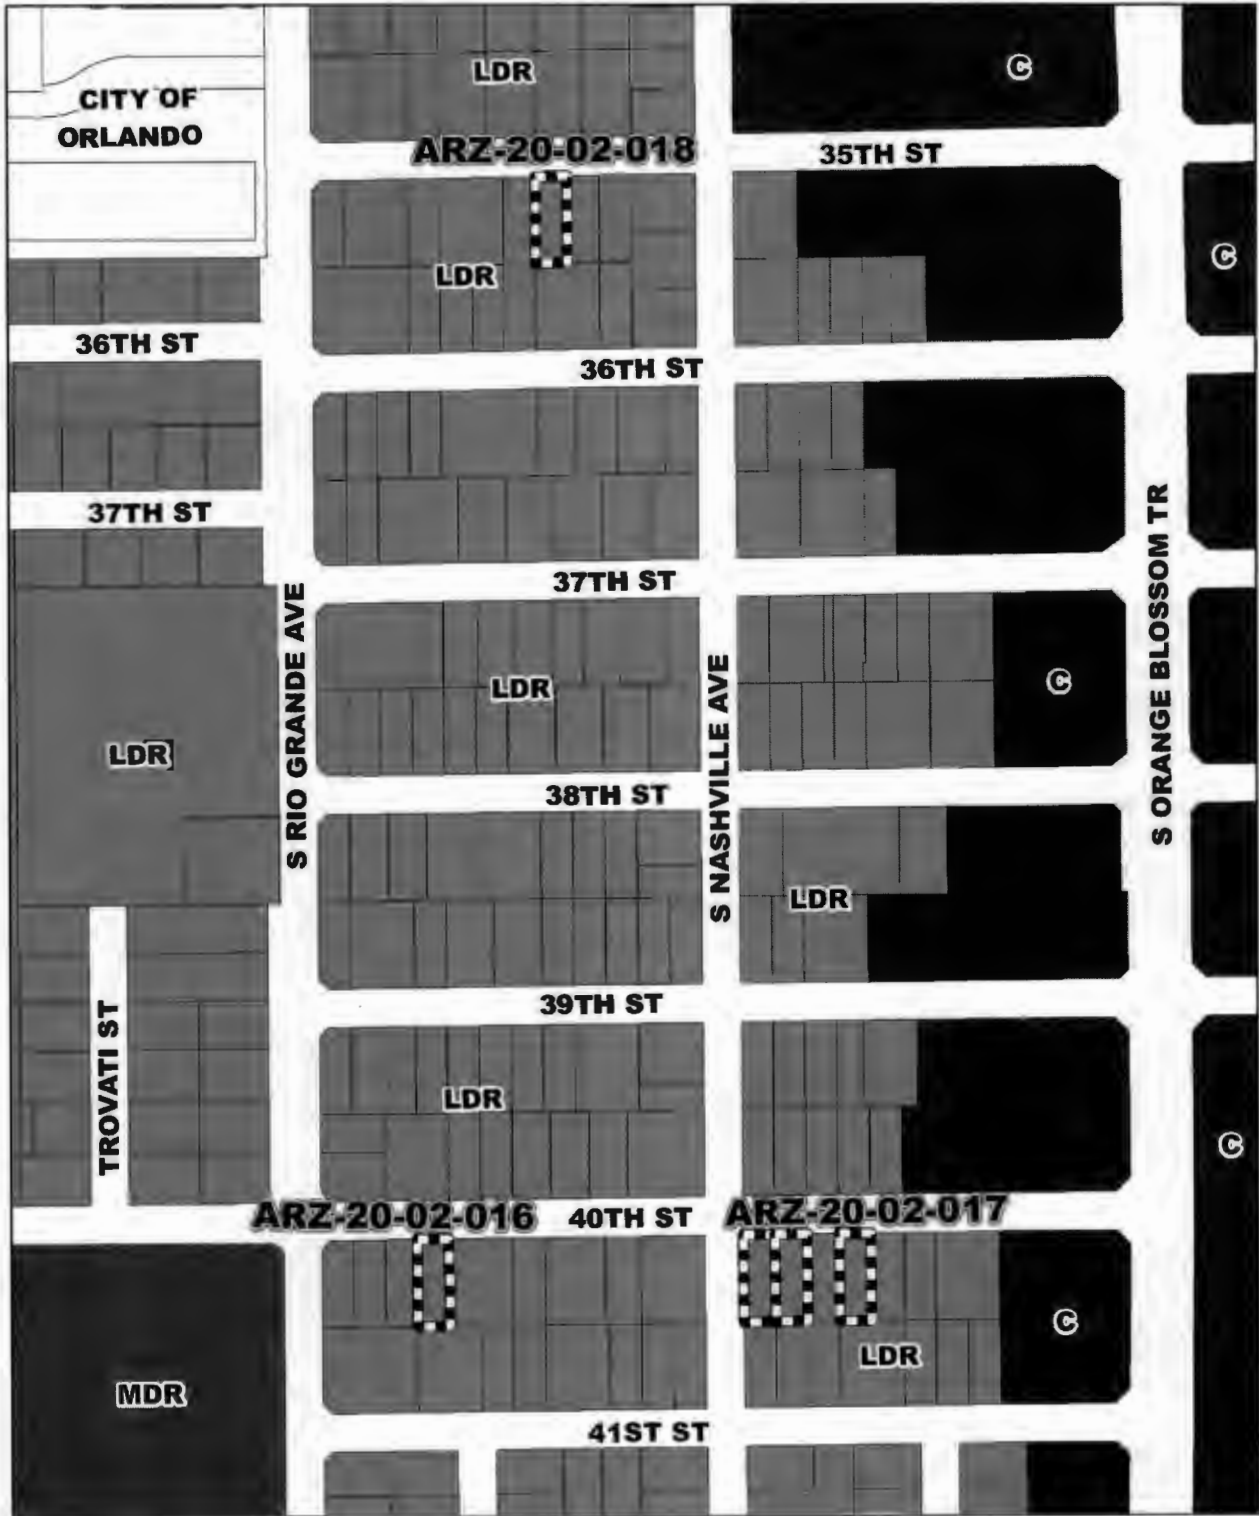 LDR
C
CITY OF
ORLANDO
ARZ-20-02-018
35TH ST
LDR
C
36TH ST
36TH ST
37TH ST
37TH ST
S RIO GRANDE AVE
S NASHVILLE AVE
S ORANGE BLOSSOM TR
LDR
C
LDR
38TH ST
LDR
39TH ST
TROVATI ST
LDR
C
ARZ-20-02-016
40TH ST
ARZ-20-02-017
C
LDR
MDR
41ST ST